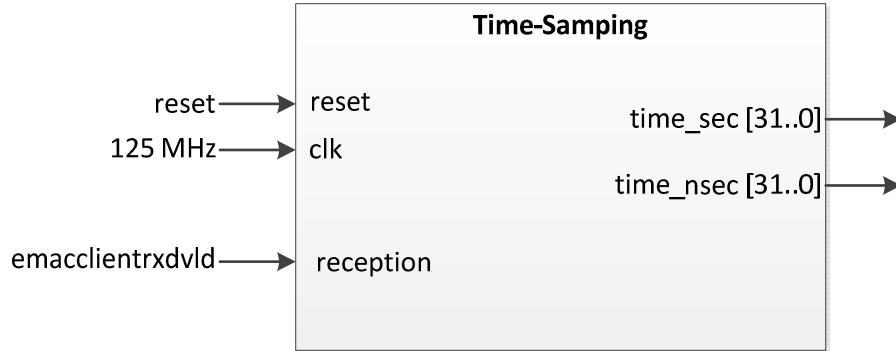 Time-Samping
reset
reset
time_sec [31..0]
125 MHz
clk
time_nsec [31..0]
emacclientrxdvld
reception